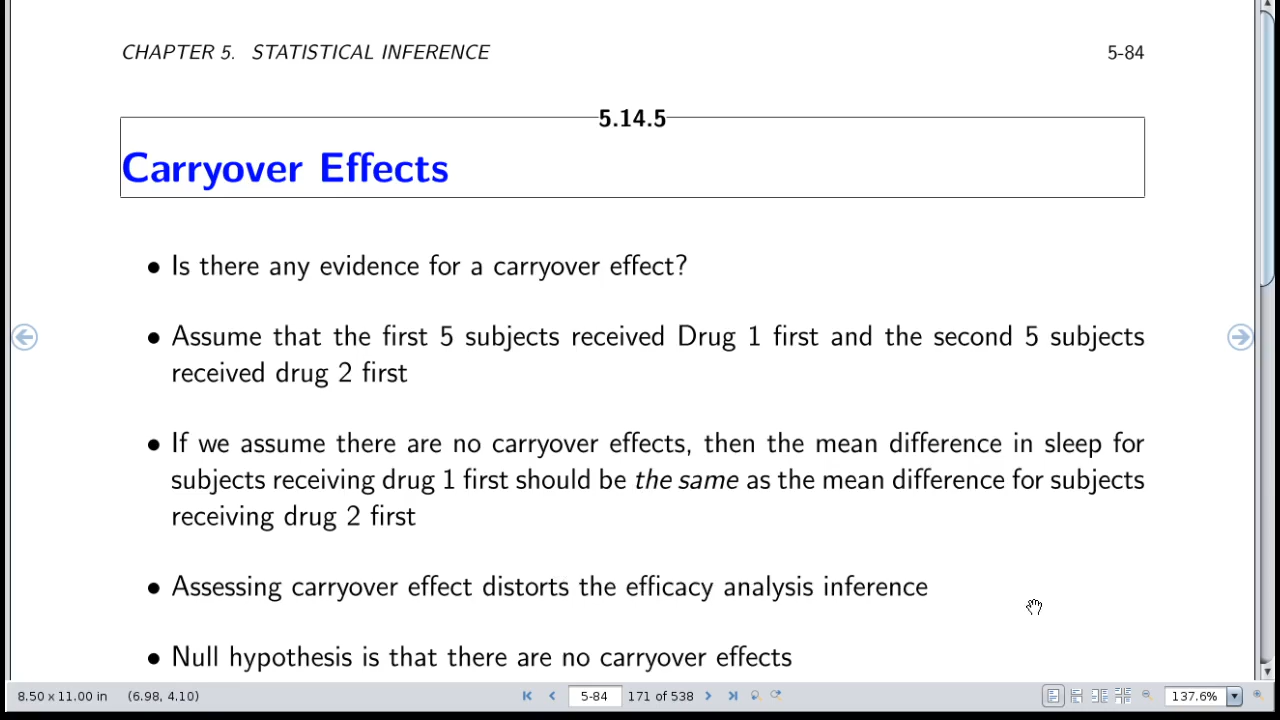 CHAPTER 5. STATISTICAL INFERENCE 5-84
5.14.5
Carryover Effects
• Is there any evidence for a carryover effect?
• Assume that the first 5 subjects received Drug 1 first and the second 5 subjects
received drug 2 first
• If we assume there are no carryover effects, then the mean difference in sleep for
subjects receiving drug 1 first should be the same as the mean difference for subjects
receiving drug 2 first
• Assessing carryover effect distorts the efficacy analysis inference
• Null hypothesis is that there are no carryover effects
8.50 x 11.00 in (6.98, 4.10) 5-84 171 of 538 137.6%